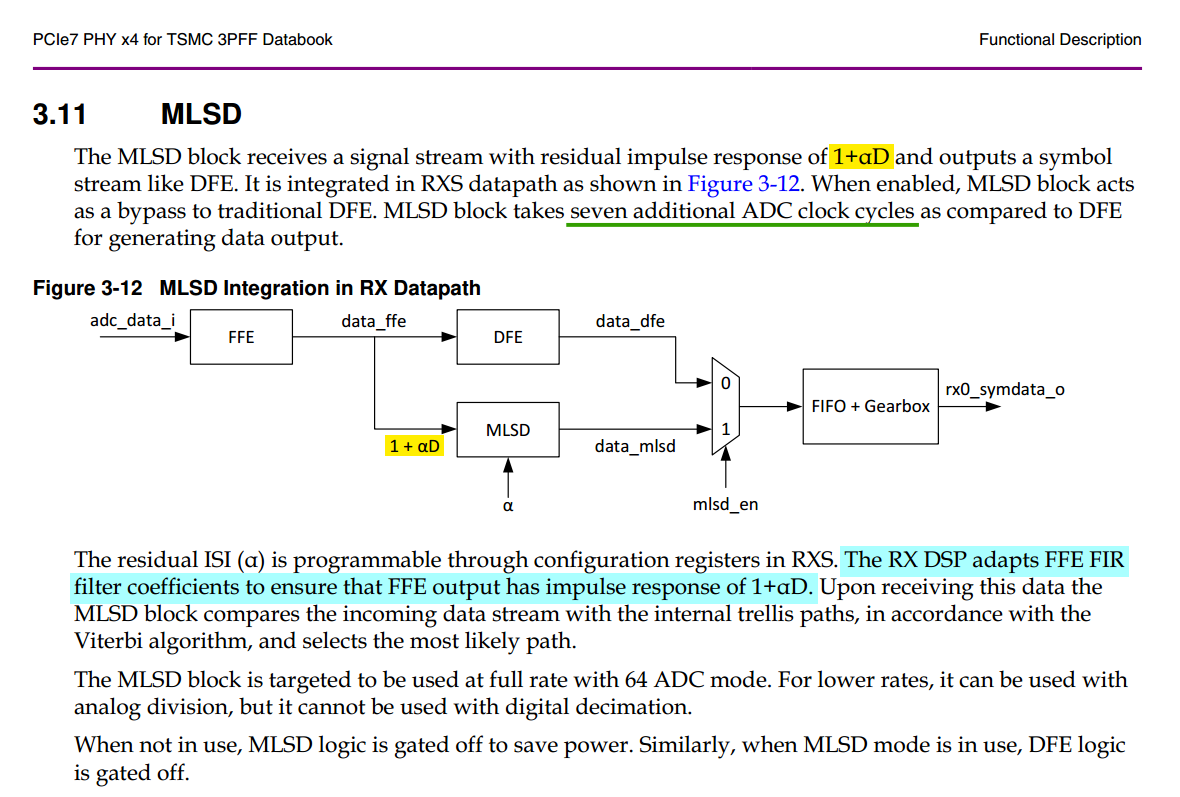 PCIe7 PHY x4 for TSMC 3PFF Databook
Functional Description
3.11 MLSD
The MLSD block receives a signal stream with residual impulse response of 1+αD and outputs a symbol
stream like DFE. It is integrated in RXS datapath as shown in Figure 3-12. When enabled, MLSD block acts
as a bypass to traditional DFE. MLSD block takes seven additional ADC clock cycles as compared to DFE
for generating data output.
Figure 3-12 MLSD Integration in RX Datapath
adc_data_i
FFE
data_ffe
DFE
data_dfe
0
1 + αD
MLSD
data_mlsd
1
FIFO + Gearbox
rx0_symdata_o
α
mlsd_en
The residual ISI (α) is programmable through configuration registers in RXS. The RX DSP adapts FFE FIR
filter coefficients to ensure that FFE output has impulse response of 1+αD. Upon receiving this data the
MLSD block compares the incoming data stream with the internal trellis paths, in accordance with the
Viterbi algorithm, and selects the most likely path.
The MLSD block is targeted to be used at full rate with 64 ADC mode. For lower rates, it can be used with
analog division, but it cannot be used with digital decimation.
When not in use, MLSD logic is gated off to save power. Similarly, when MLSD mode is in use, DFE logic
is gated off.